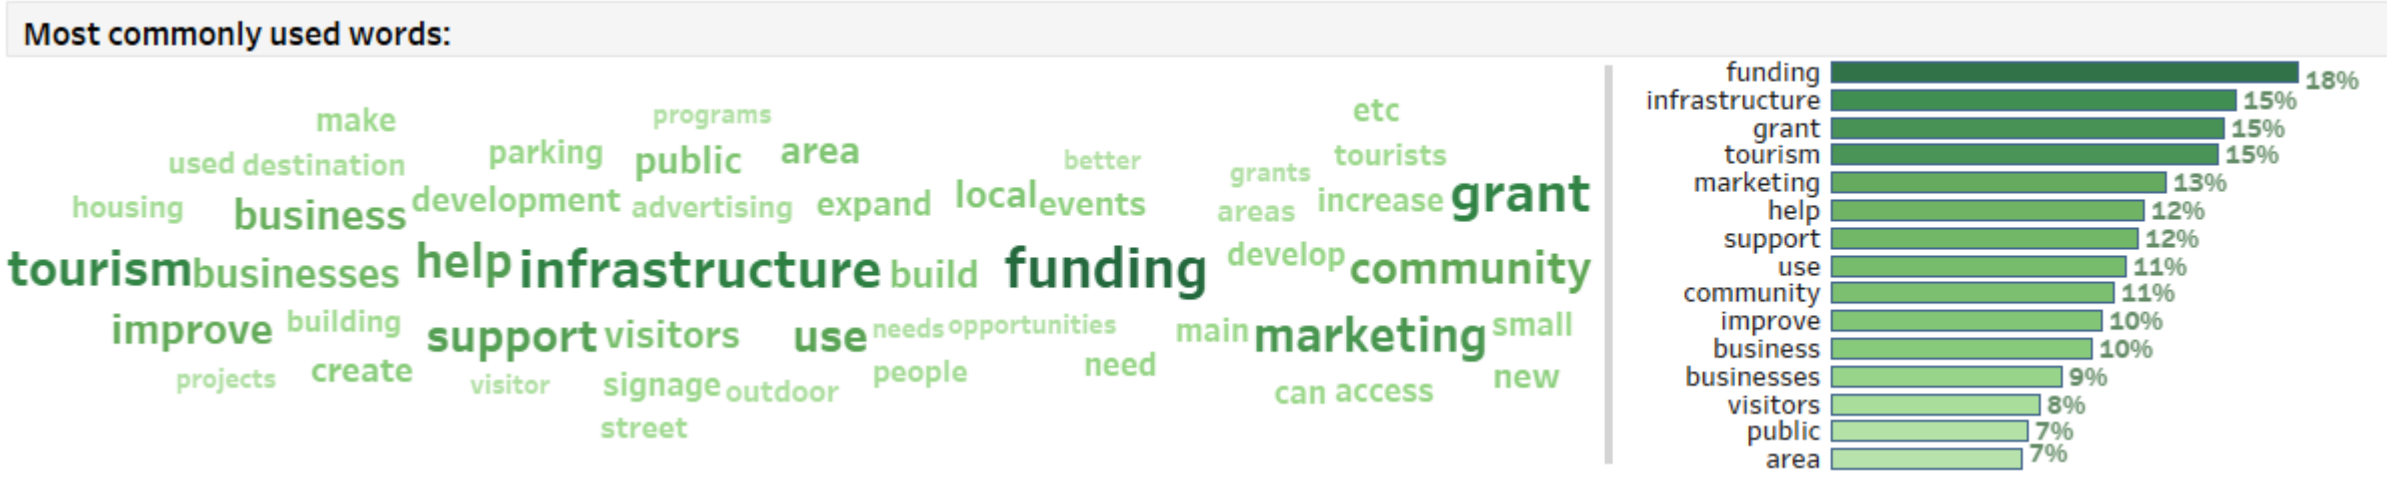 Most commonly used words:
make programs etc
used destination parking public area better grants tourists
housing business development advertising expand local events areas increase grant
tourism businesses help infrastructure build funding develop community
improve building support visitors use needs opportunities main marketing small
projects create visitor signage outdoor people need can access new
street
funding 18%
infrastructure 15%
grant 15%
tourism 15%
marketing 13%
help 12%
support 12%
use 11%
community 11%
improve 10%
business 10%
businesses 9%
visitors 8%
public 7%
area 7%